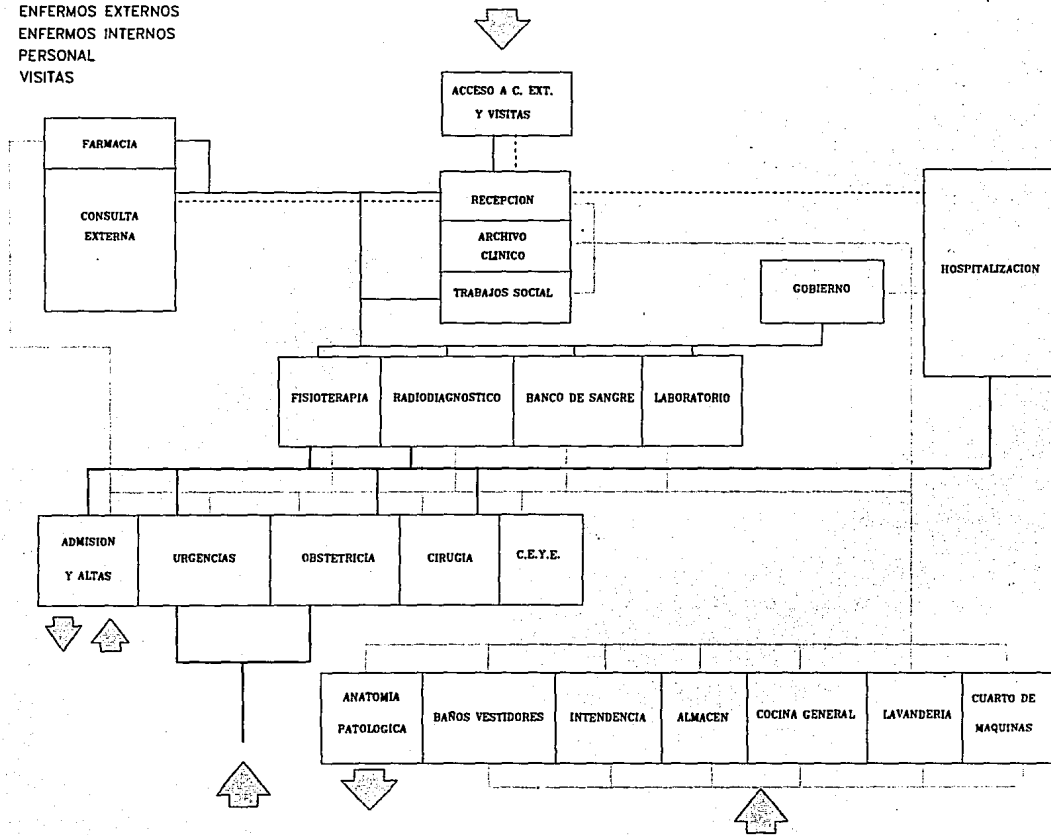 ENFERMOS EXTERNOS
ENFERMOS INTERNOS
PERSONAL
VISITAS
ACCESO A C. EXT.
Y VISITAS
FARMACIA
CONSULTA
EXTERNA
RECEPCION
ARCHIVO
CLINICO
TRABAJOS SOCIAL
GOBIERNO
HOSPITALIZACION
FISIOTERAPIA
RADIODIAGNOSTICO
BANCO DE SANGRE
LABORATORIO
ADMISION
Y ALTAS
URGENCIAS
OBSTETRICIA
CIRUGIA
C.E.Y.E.
ANATOMIA
PATOLOGICA
BAÑOS VESTIDORES
INTENDENCIA
ALMACEN
COCINA GENERAL
LAVANDERIA
CUARTO DE
MAQUINAS